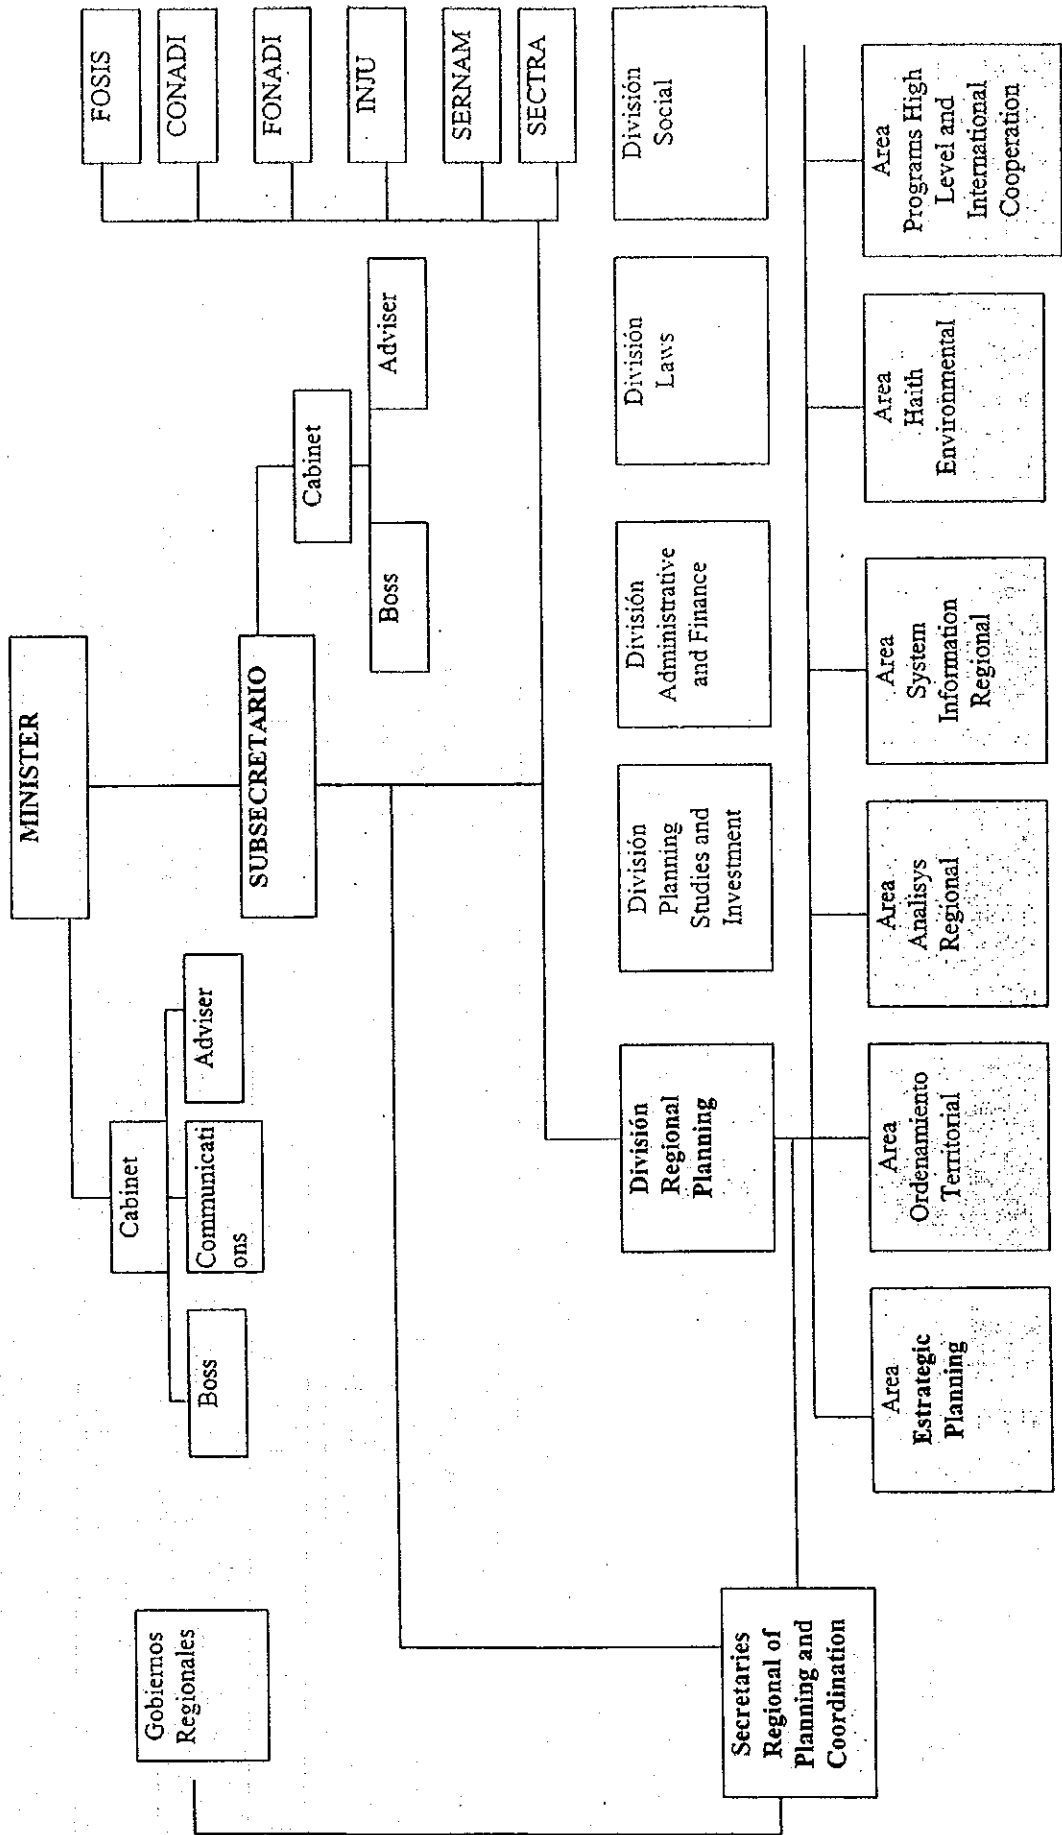 MINISTER
Cabinet
Boss
Communicati
ons
Adviser
SUBSECRETARIO
Cabinet
Boss
Adviser
Gobiernos
Regionales
FOSIS
CONADI
FONADI
INJU
SERNAM
SECTRA
División
Regional
Planning
División
Planning
Studies and
Investment
División
Administrative
and Finance
División
Laws
División
Social
Secretaries
Regional of
Planning and
Coordination
Area
Estrategic
Planning
Area
Ordenamiento
Territorial
Area
Analisys
Regional
Area
System
Information
Regional
Area
Haith
Environmental
Area
Programs High
Level and
International
Cooperation